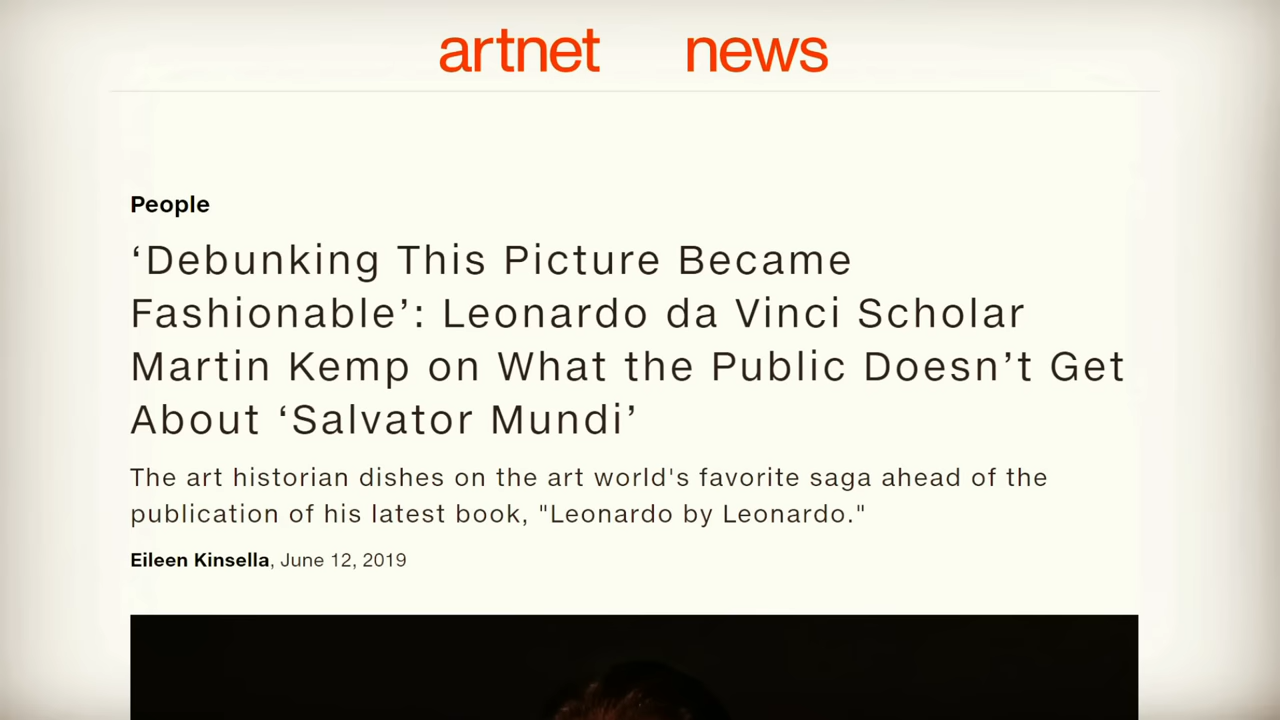 artnet news
People
‘Debunking This Picture Became
Fashionable’: Leonardo da Vinci Scholar
Martin Kemp on What the Public Doesn’t Get
About ‘Salvator Mundi’
The art historian dishes on the art world's favorite saga ahead of the
publication of his latest book, "Leonardo by Leonardo."
Eileen Kinsella, June 12, 2019